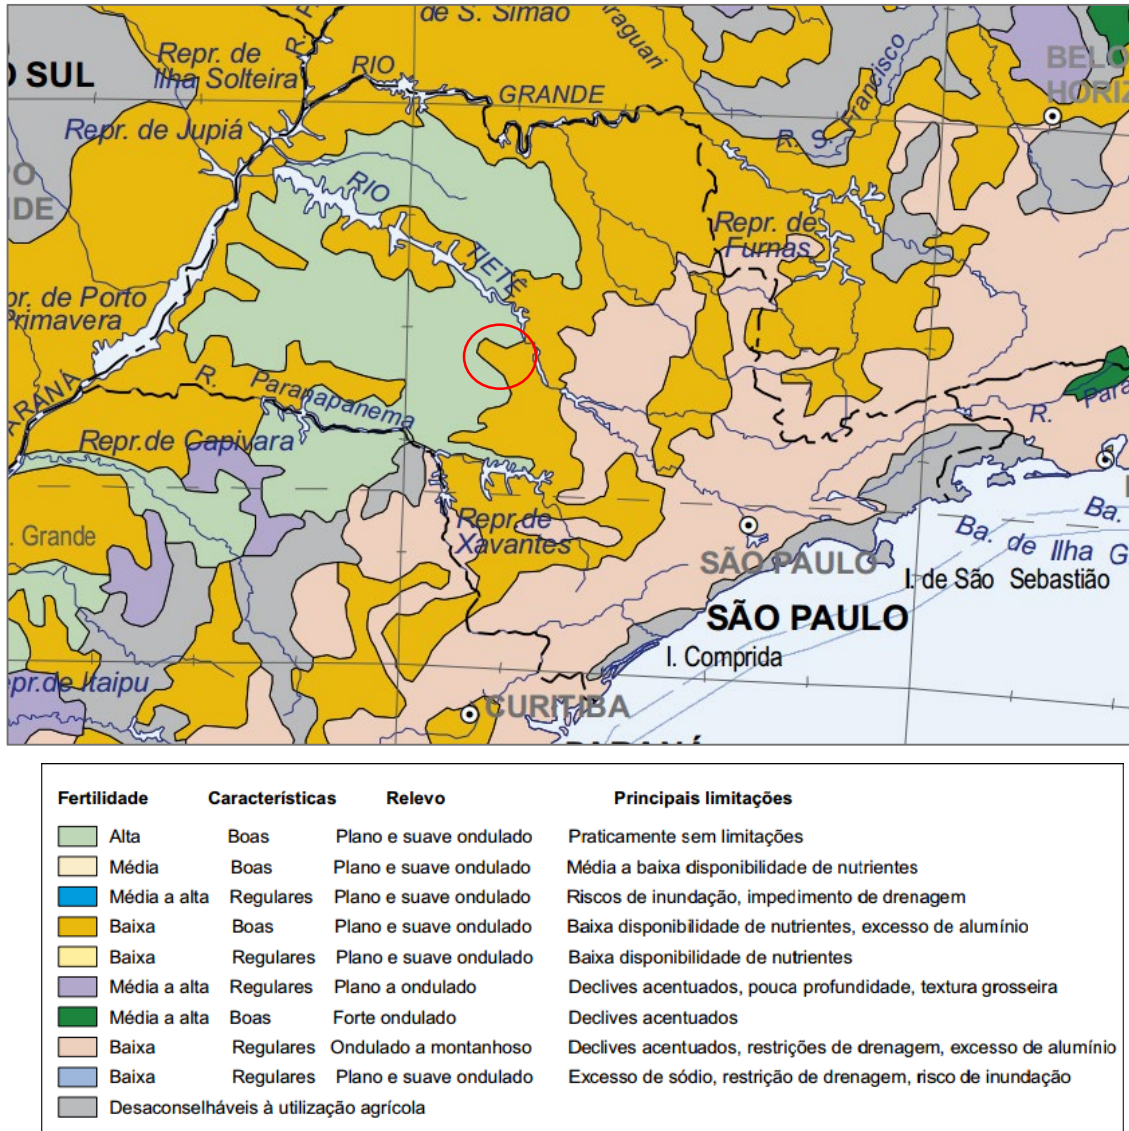 de S. Simão
Araguari
Repr. de
Ilha Solteira
R. P
RIO
GRANDE
Francisco
R. S.
BELO
HORIZ
O SUL
Repr. de Jupiá
PO
NDE
RIO
TIETÊ
Repr. de
Furnas
pr. de Porto
Primavera
PARANÁ
R. Paranapanema
Repr.de Capivara
R. Para
. Grande
Repr.de
Xavantes
SÃO PAULO
Ba. de Ilha G
Ba.
I. de São Sebastião
SÃO PAULO
I. Comprida
epr.de Itaipu
CURITIBA
PARANÁ
Fertilidade Características Relevo Principais limitações
Alta Boas Plano e suave ondulado Praticamente sem limitações
Média Boas Plano e suave ondulado Média a baixa disponibilidade de nutrientes
Média a alta Regulares Plano e suave ondulado Riscos de inundação, impedimento de drenagem
Baixa Boas Plano e suave ondulado Baixa disponibilidade de nutrientes, excesso de alumínio
Baixa Regulares Plano e suave ondulado Baixa disponibilidade de nutrientes
Média a alta Regulares Plano a ondulado Declives acentuados, pouca profundidade, textura grosseira
Média a alta Boas Forte ondulado Declives acentuados
Baixa Regulares Ondulado a montanhoso Declives acentuados, restrições de drenagem, excesso de alumínio
Baixa Regulares Plano e suave ondulado Excesso de sódio, restrição de drenagem, risco de inundação
Desaconselháveis à utilização agrícola